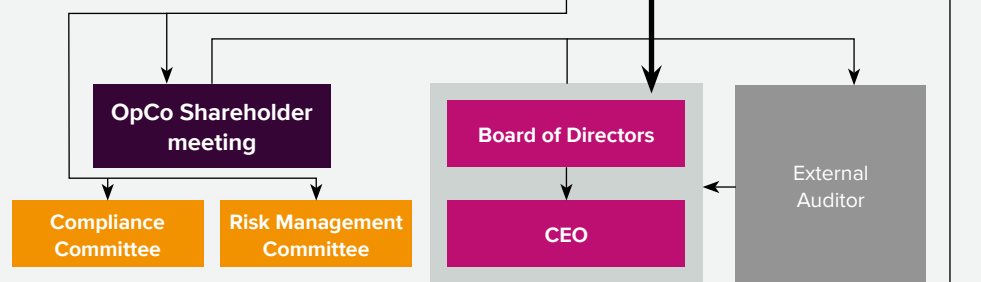 OpCo Shareholder
meeting
Board of Directors
External
Auditor
Compliance
Committee
Risk Management
Committee
CEO